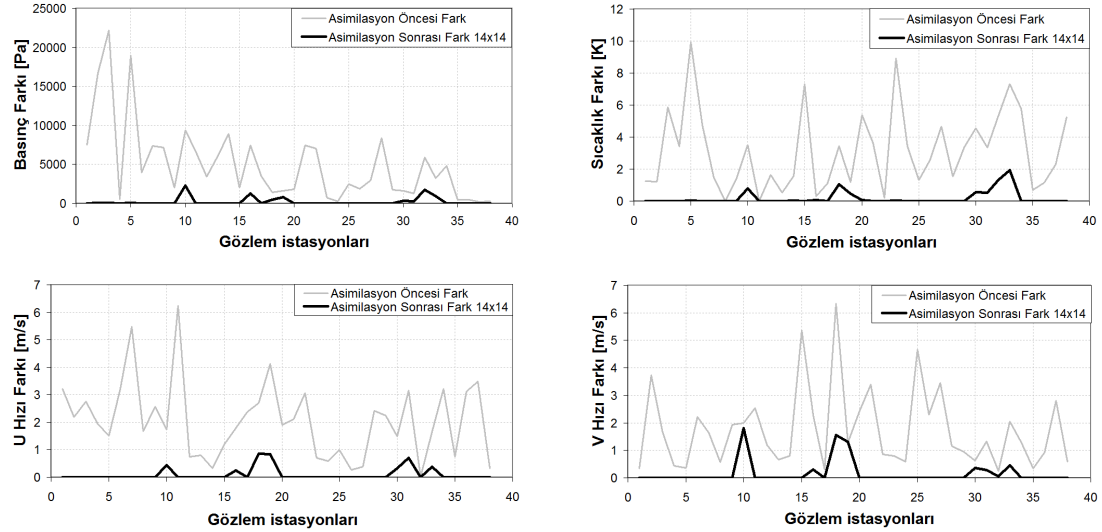 Asimilasyon Öncesi Fark
Asimilasyon Sonrası Fark 14x14
Basınç Farkı [Pa]
25000
20000
15000
10000
5000
0
0 5 10 15 20 25 30 35 40
Gözlem istasyonları
Asimilasyon Öncesi Fark
Asimilasyon Sonrası Fark 14x14
Sıcaklık Farkı [K]
12
10
8
6
4
2
0
0 5 10 15 20 25 30 35 40
Gözlem istasyonları
Asimilasyon Öncesi Fark
Asimilasyon Sonrası Fark 14x14
U Hızı Farkı [m/s]
7
6
5
4
3
2
1
0
0 5 10 15 20 25 30 35 40
Gözlem istasyonları
Asimilasyon Öncesi Fark
Asimilasyon Sonrası Fark 14x14
V Hızı Farkı [m/s]
7
6
5
4
3
2
1
0
0 5 10 15 20 25 30 35 40
Gözlem istasyonları